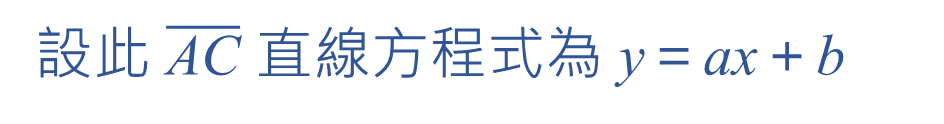 設此 $\overline{AC}$ 直線方程式為 $y = ax + b$